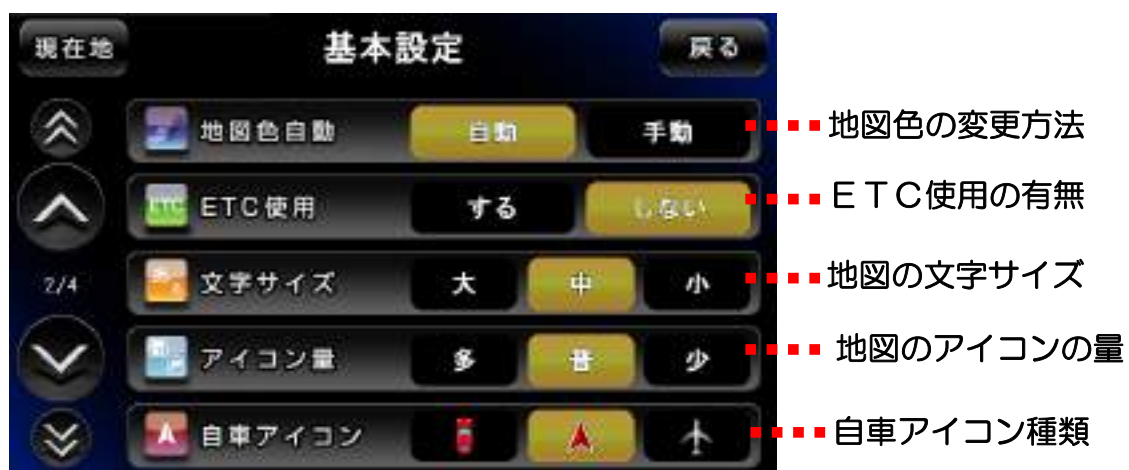 現在地 基本設定 戻る
地図色自動 自動 手動 地図色の変更方法
ETC ETC使用 する しない ETC使用の有無
2/4 文字サイズ 大 中 小 地図の文字サイズ
アイコン量 多 普 少 地図のアイコンの量
自車アイコン 自車アイコン種類